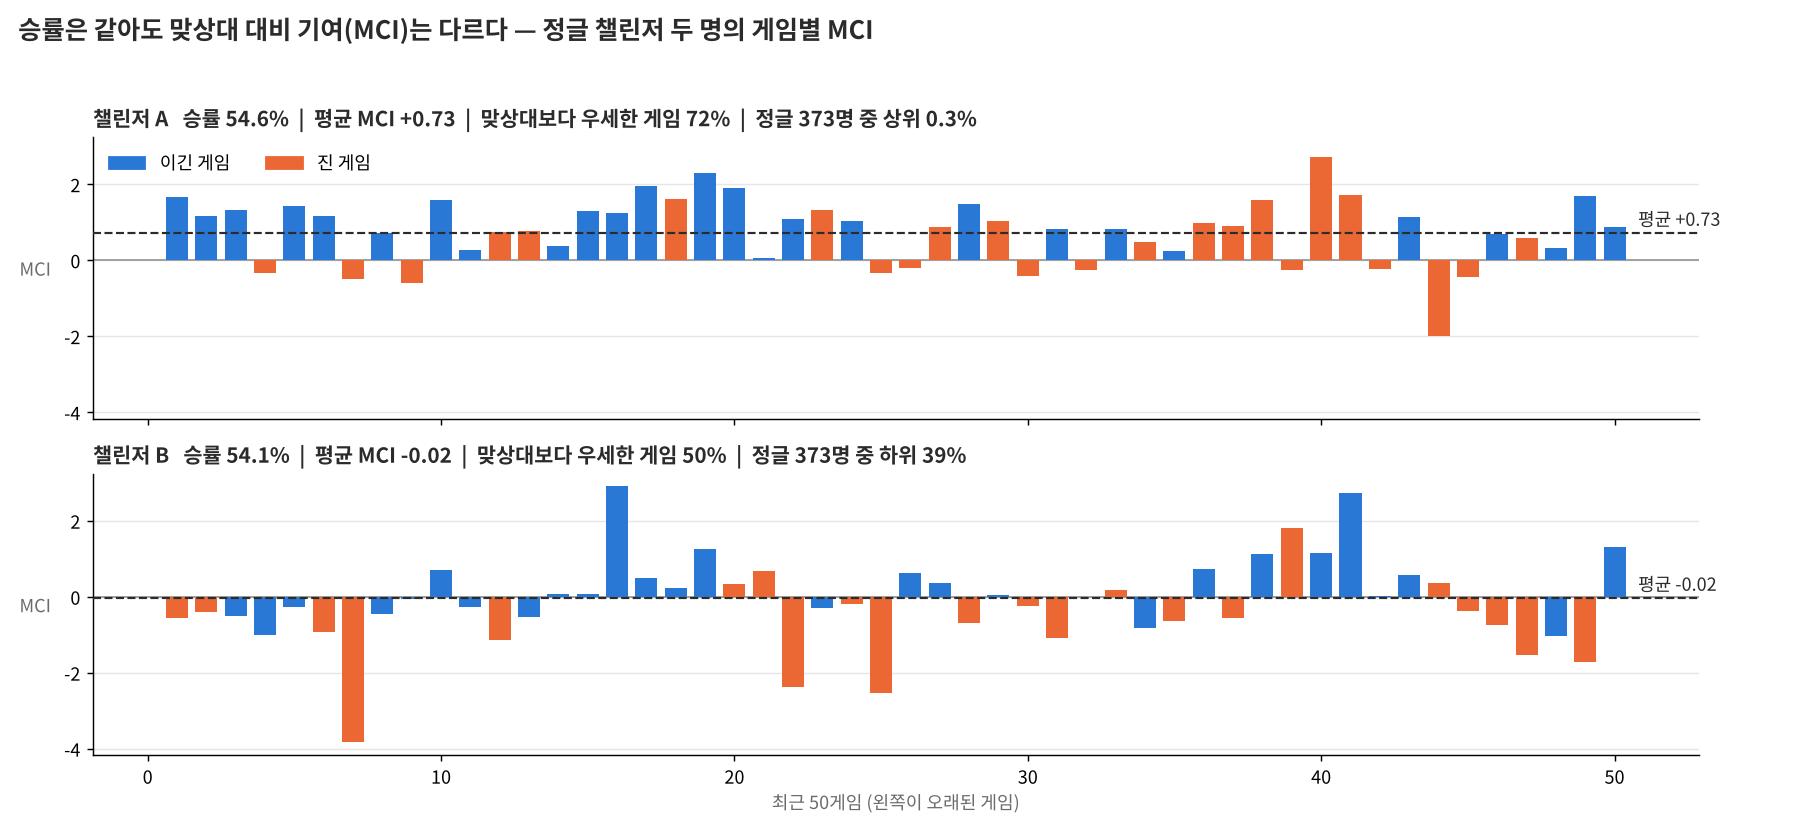 승률은 같아도 맞상대 대비 기여(MCI)는 다르다 — 정글 챌린저 두 명의 게임별 MCI
챌린저 A 승률 54.6% | 평균 MCI +0.73 | 맞상대보다 우세한 게임 72% | 정글 373명 중 상위 0.3%
이긴 게임 진 게임
2
0
-2
-4
MCI
평균 +0.73
챌린저 B 승률 54.1% | 평균 MCI -0.02 | 맞상대보다 우세한 게임 50% | 정글 373명 중 하위 39%
2
0
-2
-4
MCI
평균 -0.02
0 10 20 30 40 50
최근 50게임 (왼쪽이 오래된 게임)